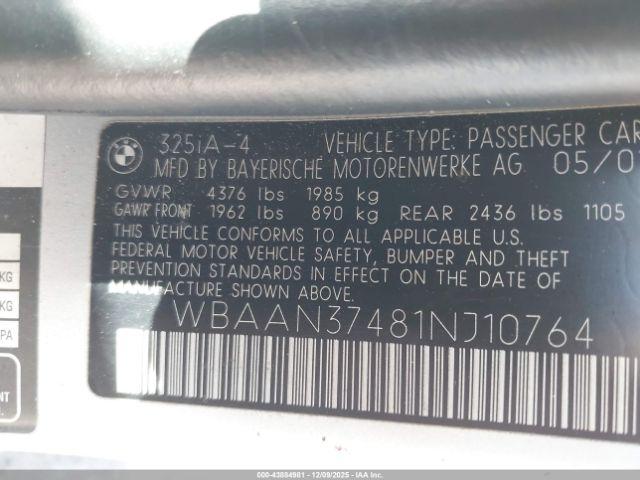 325iA-4 VEHICLE TYPE: PASSENGER CAR
MFD BY BAYERISCHE MOTORENWERKE AG 05/0
GVWR 4376 lbs 1985 kg
GAWR FRONT 1962 lbs 890 kg REAR 2436 lbs 1105
THIS VEHICLE CONFORMS TO ALL APPLICABLE U.S.
FEDERAL MOTOR VEHICLE SAFETY, BUMPER AND THEFT
PREVENTION STANDARDS IN EFFECT ON THE DATE OF
MANUFACTURE SHOWN ABOVE.
WBAAN37481NJ10764
KG
KG
PA
NT
n.
000-43884981 - 12/09/2025 - IAAI.com